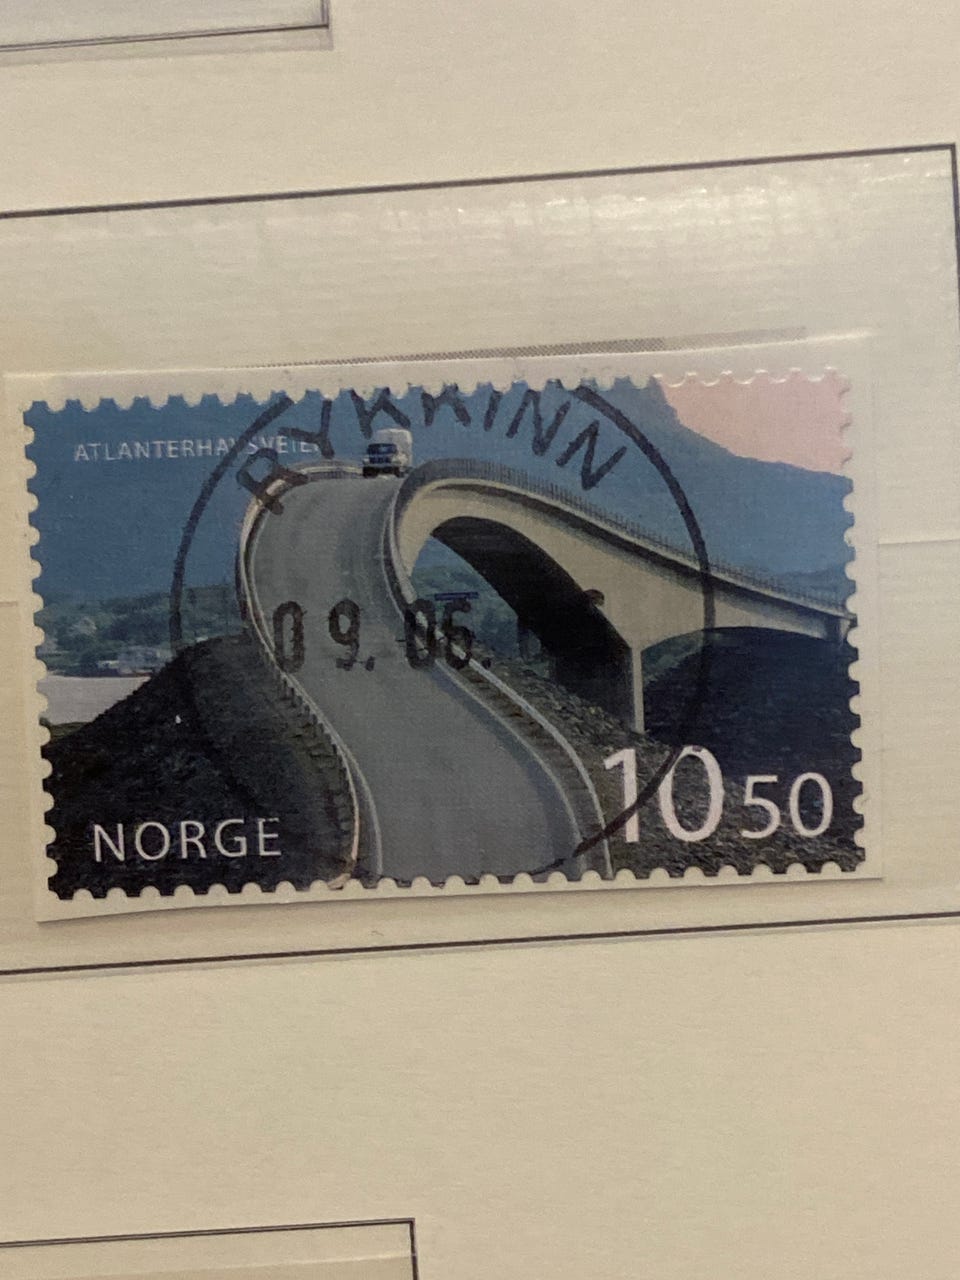 RYKKINN
ATLANTERHAVSVEIEN
09.06.
NORGE
10 50